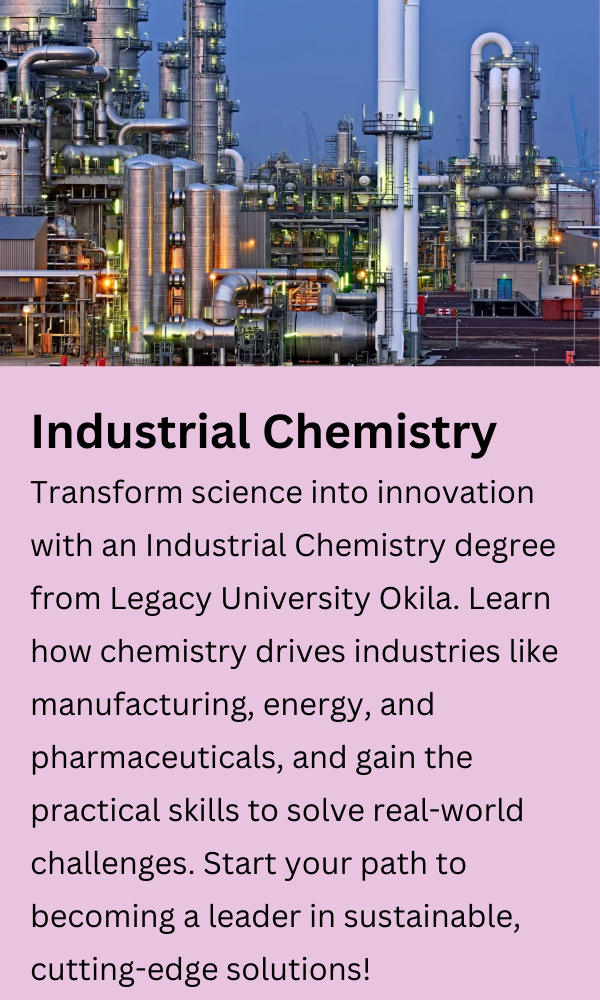 Industrial Chemistry
Transform science into innovation
with an Industrial Chemistry degree
from Legacy University Okila. Learn
how chemistry drives industries like
manufacturing, energy, and
pharmaceuticals, and gain the
practical skills to solve real-world
challenges. Start your path to
becoming a leader in sustainable,
cutting-edge solutions!